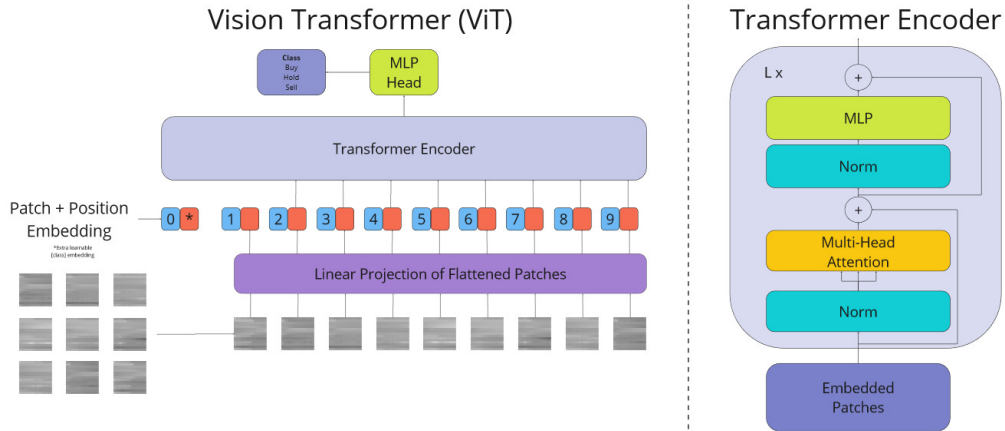 Vision Transformer (ViT)
Class
Buy
Hold
Sell
MLP
Head
Transformer Encoder
Patch + Position
Embedding
*Extra learnable
(class) embedding
0 * 1 2 3 4 5 6 7 8 9
Linear Projection of Flattened Patches
Transformer Encoder
L x
+
MLP
Norm
+
Multi-Head
Attention
Norm
Embedded
Patches